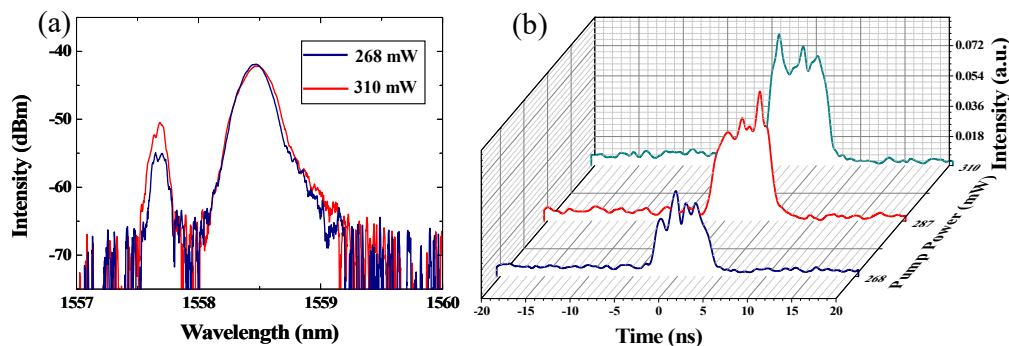 (a)
268 mW
310 mW
-40
-50
-60
-70
1557
1558
1559
1560
Intensity (dBm)
Wavelength (nm)
(b)
0.072
0.054
0.036
0.018
Intensity (a.u.)
310
287
268
Pump Power (mW)
-20
-15
-10
-5
0
5
10
15
20
Time (ns)